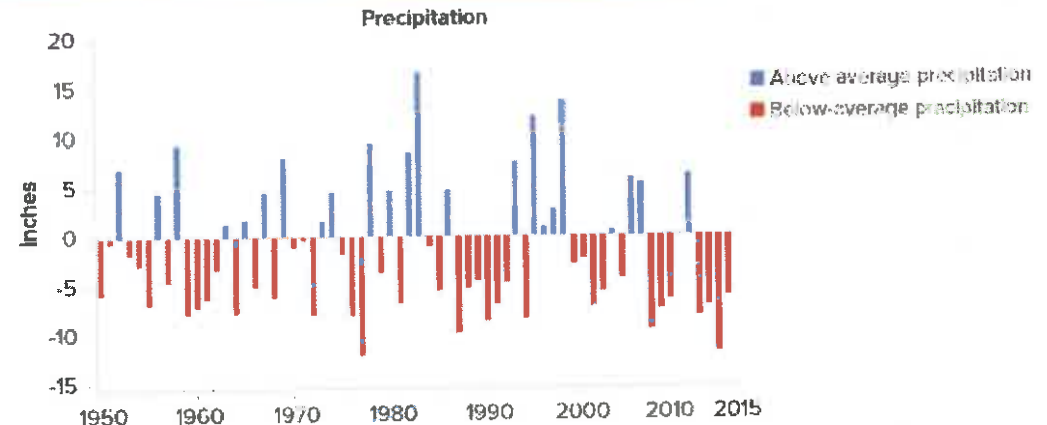 Precipitation
20
15
10
5
0
-5
-10
-15
Inches
1950 1960 1970 1980 1990 2000 2010 2015
Above average precipitation
Below-average precipitation